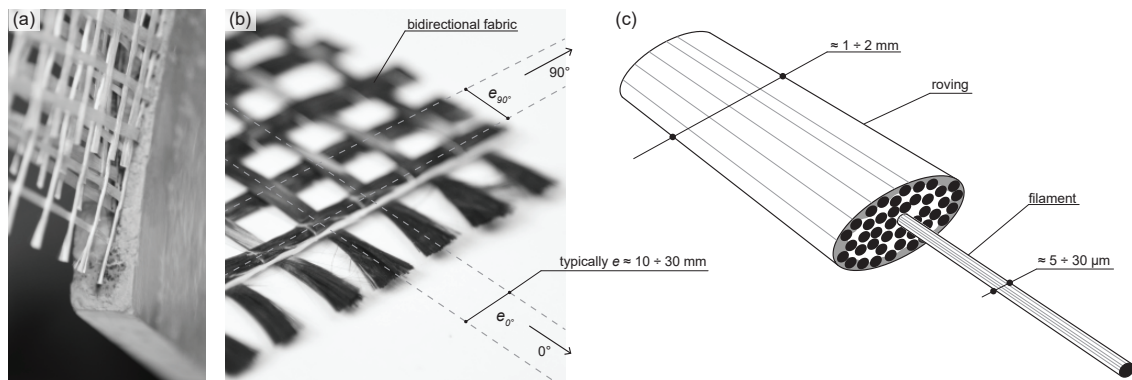 (a)
(b)
bidirectional fabric
90°
e90°
typically e ≈ 10 ÷ 30 mm
e0°
0°
(c)
≈ 1 ÷ 2 mm
roving
filament
≈ 5 ÷ 30 µm